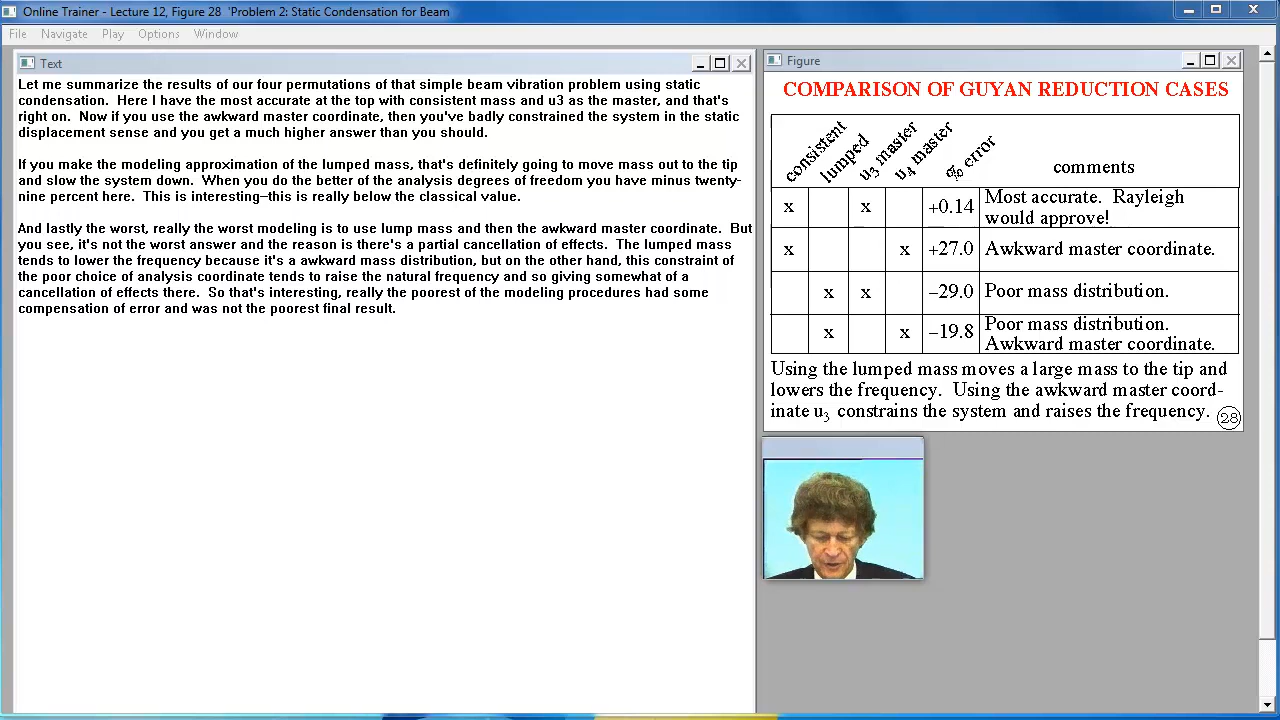 Online Trainer - Lecture 12, Figure 28  'Problem 2: Static Condensation for Beam
File Navigate Play Options Window
Text
Let me summarize the results of our four permutations of that simple beam vibration problem using static
condensation.  Here I have the most accurate at the top with consistent mass and u3 as the master, and that's
right on.  Now if you use the awkward master coordinate, then you've badly constrained the system in the static
displacement sense and you get a much higher answer than you should.
If you make the modeling approximation of the lumped mass, that's definitely going to move mass out to the tip
and slow the system down.  When you do the better of the analysis degrees of freedom you have minus twenty-
nine percent here.  This is interesting--this is really below the classical value.
And lastly the worst, really the worst modeling is to use lump mass and then the awkward master coordinate.  But
you see, it's not the worst answer and the reason is there's a partial cancellation of effects.  The lumped mass
tends to lower the frequency because it's a awkward mass distribution, but on the other hand, this constraint of
the poor choice of analysis coordinate tends to raise the natural frequency and so giving somewhat of a
cancellation of effects there.  So that's interesting, really the poorest of the modeling procedures had some
compensation of error and was not the poorest final result.
Figure
COMPARISON OF GUYAN REDUCTION CASES
consistent lumped u3 master u4 master % error comments
x x +0.14 Most accurate.  Rayleigh
would approve!
x x +27.0 Awkward master coordinate.
x x −29.0 Poor mass distribution.
x x −19.8 Poor mass distribution.
Awkward master coordinate.
Using the lumped mass moves a large mass to the tip and
lowers the frequency.  Using the awkward master coord-
inate u3 constrains the system and raises the frequency.
28